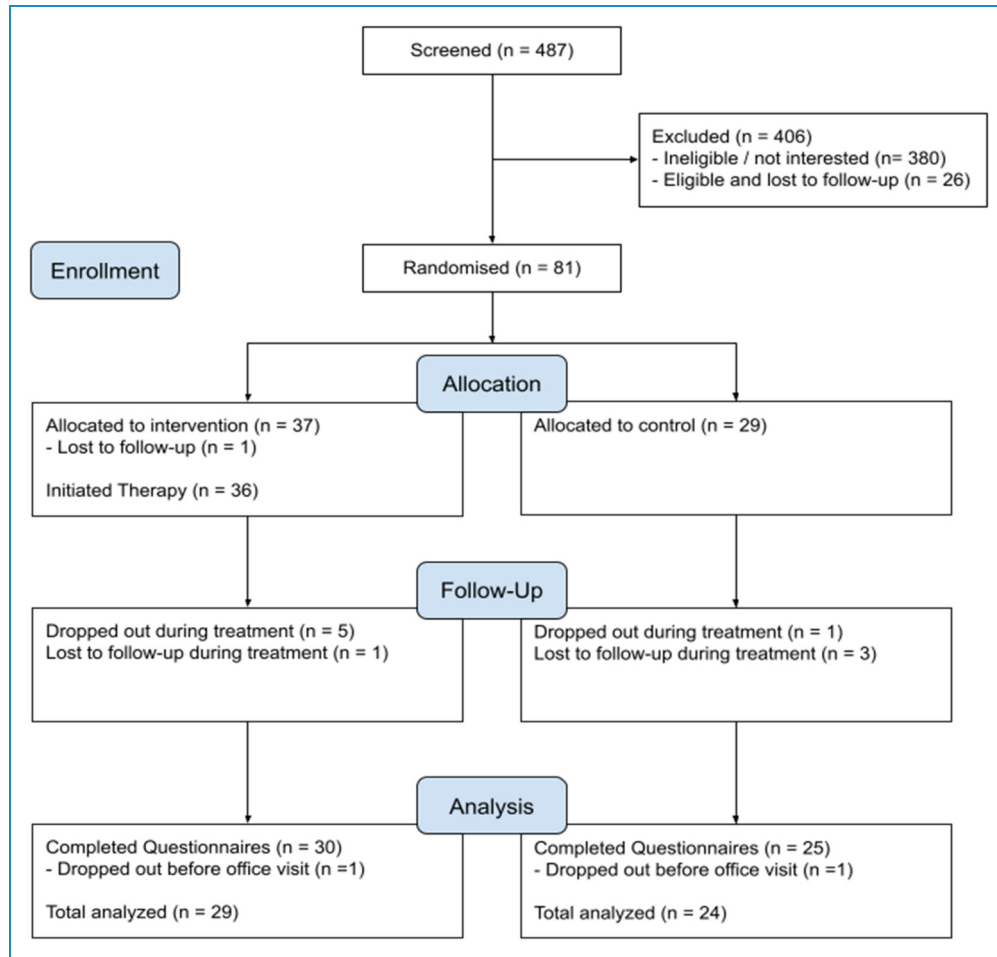 Screened (n = 487)
Excluded (n = 406)
- Ineligible / not interested (n= 380)
- Eligible and lost to follow-up (n = 26)
Enrollment
Randomised (n = 81)
Allocation
Allocated to intervention (n = 37)
- Lost to follow-up (n = 1)
Initiated Therapy (n = 36)
Allocated to control (n = 29)
Follow-Up
Dropped out during treatment (n = 5)
Lost to follow-up during treatment (n = 1)
Dropped out during treatment (n = 1)
Lost to follow-up during treatment (n = 3)
Analysis
Completed Questionnaires (n = 30)
- Dropped out before office visit (n =1)
Total analyzed (n = 29)
Completed Questionnaires (n = 25)
- Dropped out before office visit (n =1)
Total analyzed (n = 24)